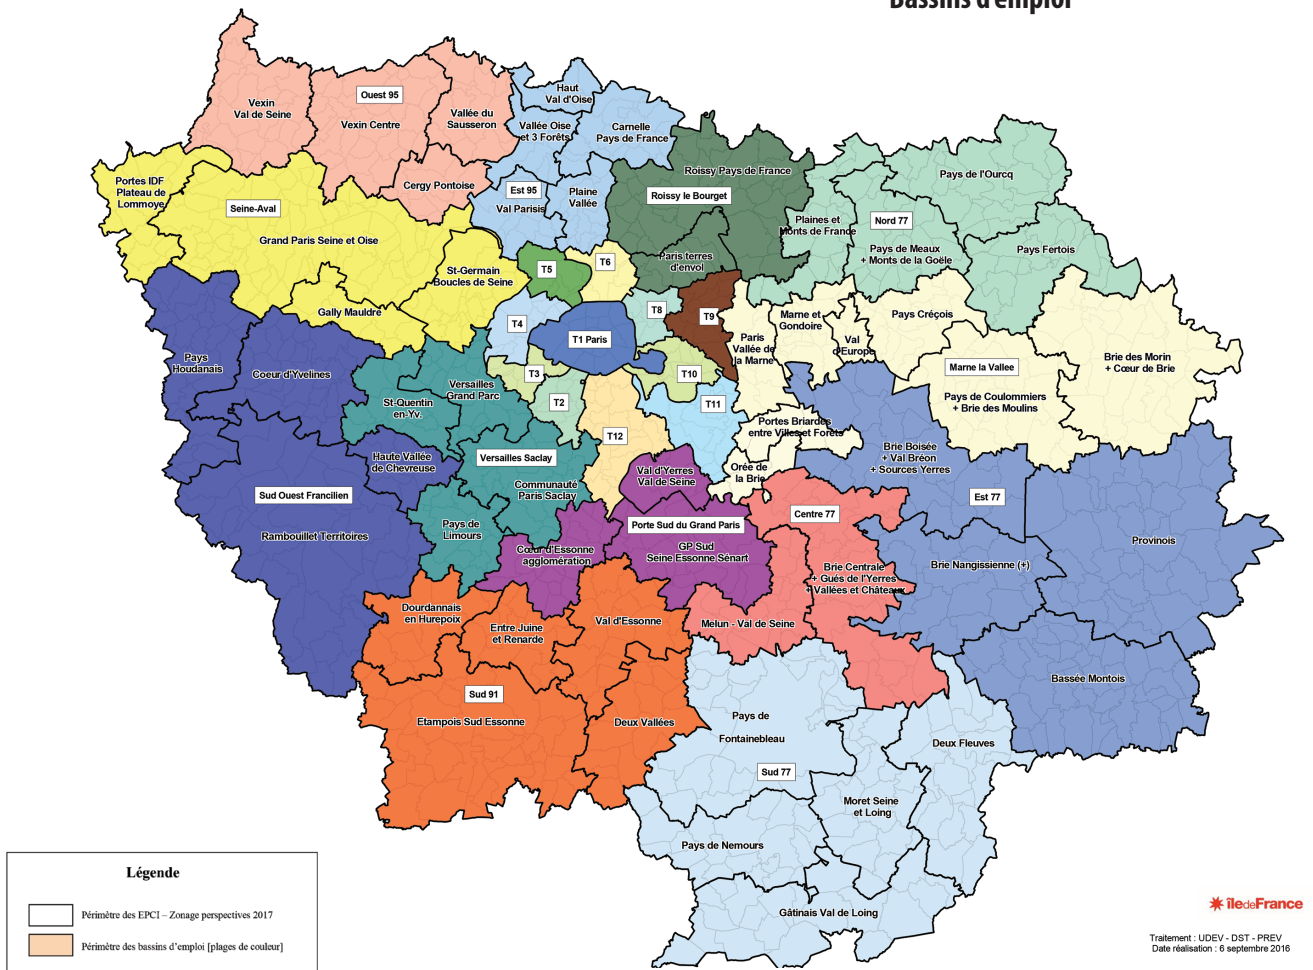 Bassins d'emploi
Haut
Val d'Oise
Ouest 95
Vexin
Val de Seine
Vexin Centre
Vallée du
Sausseron
Vallée Oise
et 3 Forêts
Carnelle
Pays de France
Roissy Pays de France
Pays de l'Ourcq
Portes IDF
Plateau de
Lommoye
Cergy Pontoise
Est 95
Val Parisis
Plaine
Vallée
Roissy le Bourget
Seine-Aval
Grand Paris Seine et Oise
Plaines et
Monts de France
Nord 77
Pays de Meaux
+ Monts de la Goële
Pays Fertois
St-Germain
Boucles de Seine
T5
T6
Paris terres
d'envol
Gally Mauldre
T4
T1 Paris
T8
T9
Marne et
Gondoire
Pays Créçois
Paris
Vallée de
la Marne
Val
d'Europe
Pays
Houdanais
Coeur d'Yvelines
Versailles
Grand Parc
T3
T10
Marne la Vallee
Brie des Morin
+ Cœur de Brie
St-Quentin
en-Yv.
T2
T11
Pays de Coulommiers
+ Brie des Moulins
T12
Portes Briardes
entre Villes et Forêts
Haute Vallée
de Chevreuse
Versailles Saclay
Brie Boisée
+ Val Bréon
+ Sources Yerres
Val d'Yerres
Val de Seine
Orée de
la Brie
Sud Ouest Francilien
Communauté
Paris Saclay
Est 77
Centre 77
Rambouillet Territoires
Pays de
Limours
Porte Sud du Grand Paris
Provinois
Cœur d'Essonne
agglomération
GP Sud
Seine Essonne Sénart
Brie Centrale
+ Gués de l'Yerres
+ Vallées et Châteaux
Brie Nangissienne (+)
Dourdannais
en Hurepoix
Entre Juine
et Renarde
Val d'Essonne
Melun - Val de Seine
Bassée Montois
Sud 91
Etampois Sud Essonne
Deux Vallées
Pays de
Fontainebleau
Deux Fleuves
Sud 77
Moret Seine
et Loing
Pays de Nemours
Gâtinais Val de Loing
Légende
Périmètre des EPCI – Zonage perspectives 2017
Périmètre des bassins d'emploi [plages de couleur]
île de France
Traitement : UDEV - DST - PREV
Date réalisation : 6 septembre 2016